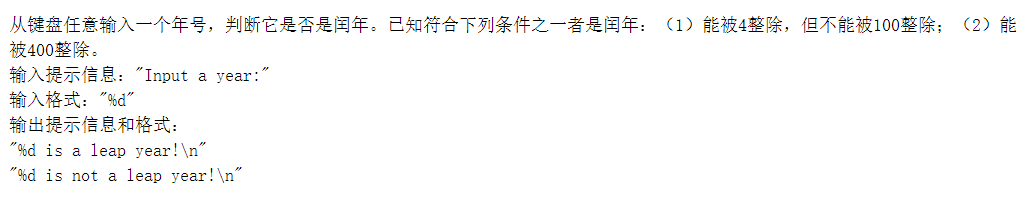 从键盘任意输入一个年号，判断它是否是闰年。已知符合下列条件之一者是闰年：（1）能被4整除，但不能被100整除；（2）能
被400整除。
输入提示信息："Input a year:"
输入格式："%d"
输出提示信息和格式：
"%d is a leap year!\n"
"%d is not a leap year!\n"